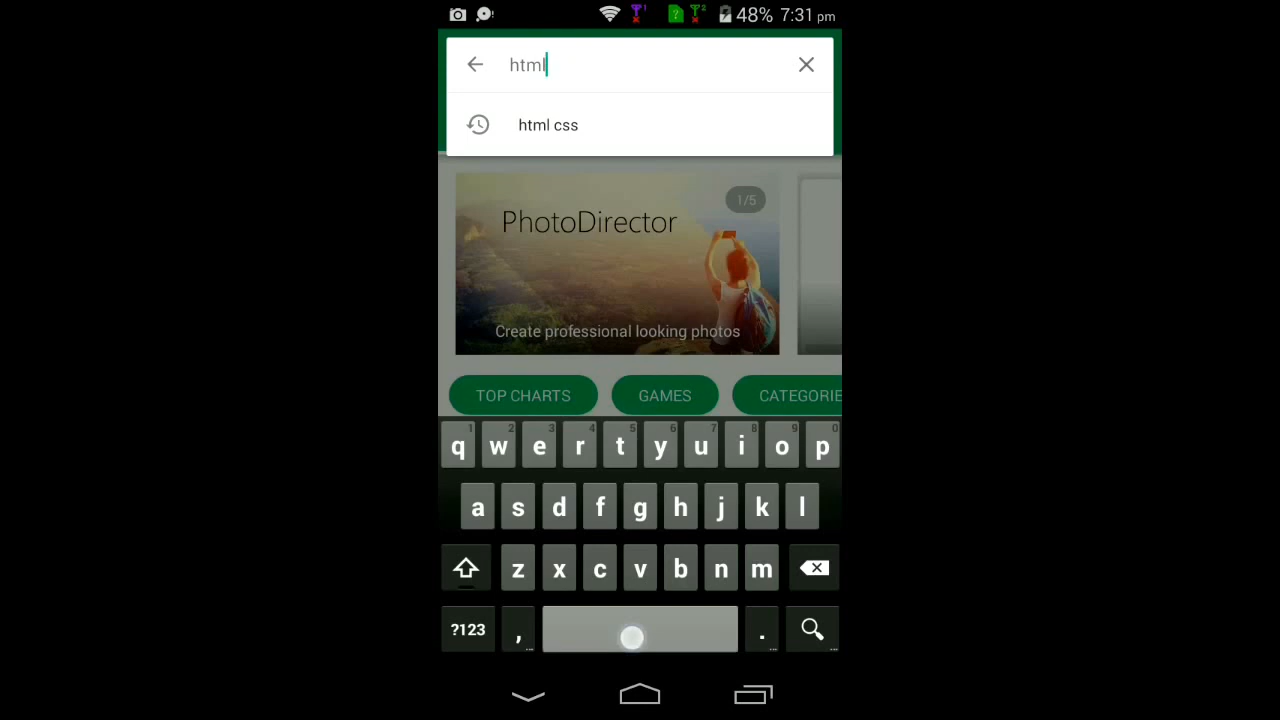 48% 7:31 pm
html
html css
1/5
PhotoDirector
Create professional looking photos
TOP CHARTS GAMES CATEGORIE
1 2 3 4 5 6 7 8 9 0
q w e r t y u i o p
a s d f g h j k l
z x c v b n m
?123 , .